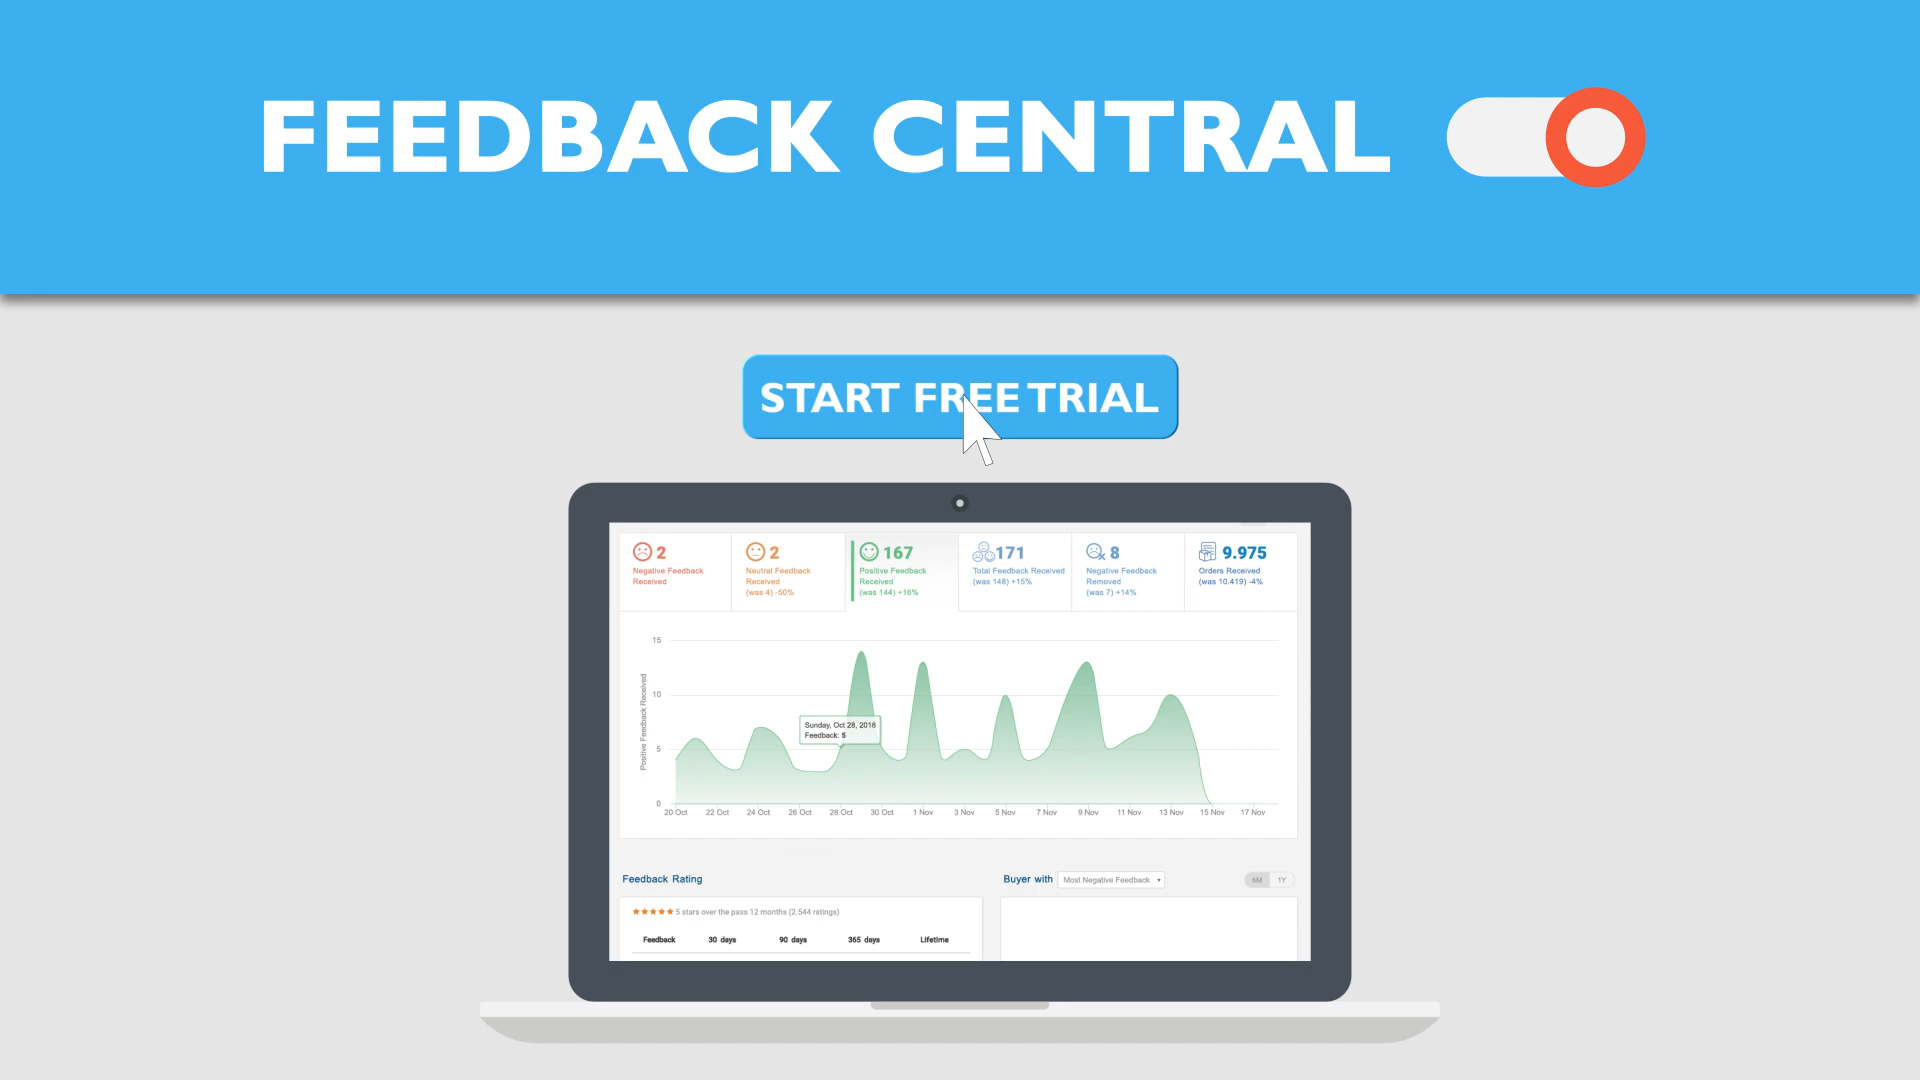 FEEDBACK CENTRAL
START FREE TRIAL
2
Negative Feedback
Received
2
Neutral Feedback
Received
(was 4) -50%
167
Positive Feedback
Received
(was 144) +16%
171
Total Feedback Received
(was 148) +15%
8
Negative Feedback
Removed
(was 7) +14%
9.975
Orders Received
(was 10.419) -4%
Positive Feedback Received
15
10
5
0
Sunday, Oct 28, 2018
Feedback: 5
20 Oct 22 Oct 24 Oct 26 Oct 28 Oct 30 Oct 1 Nov 3 Nov 5 Nov 7 Nov 9 Nov 11 Nov 13 Nov 15 Nov 17 Nov
Feedback Rating
Buyer with Most Negative Feedback 6M 1Y
5 stars over the pass 12 months (2.544 ratings)
Feedback 30 days 90 days 365 days Lifetime